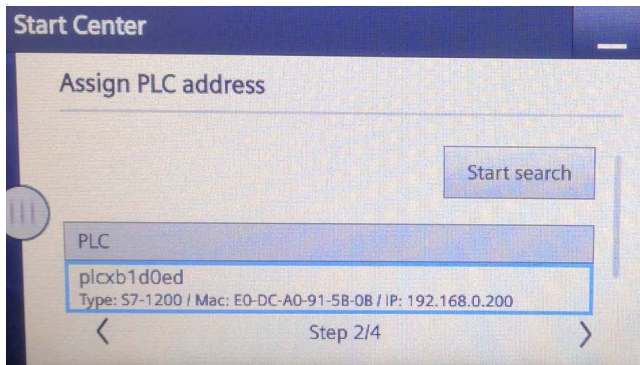 Start Center
Assign PLC address
Start search
PLC
plcxb1d0ed
Type: S7-1200 / Mac: E0-DC-A0-91-5B-0B / IP: 192.168.0.200
Step 2/4